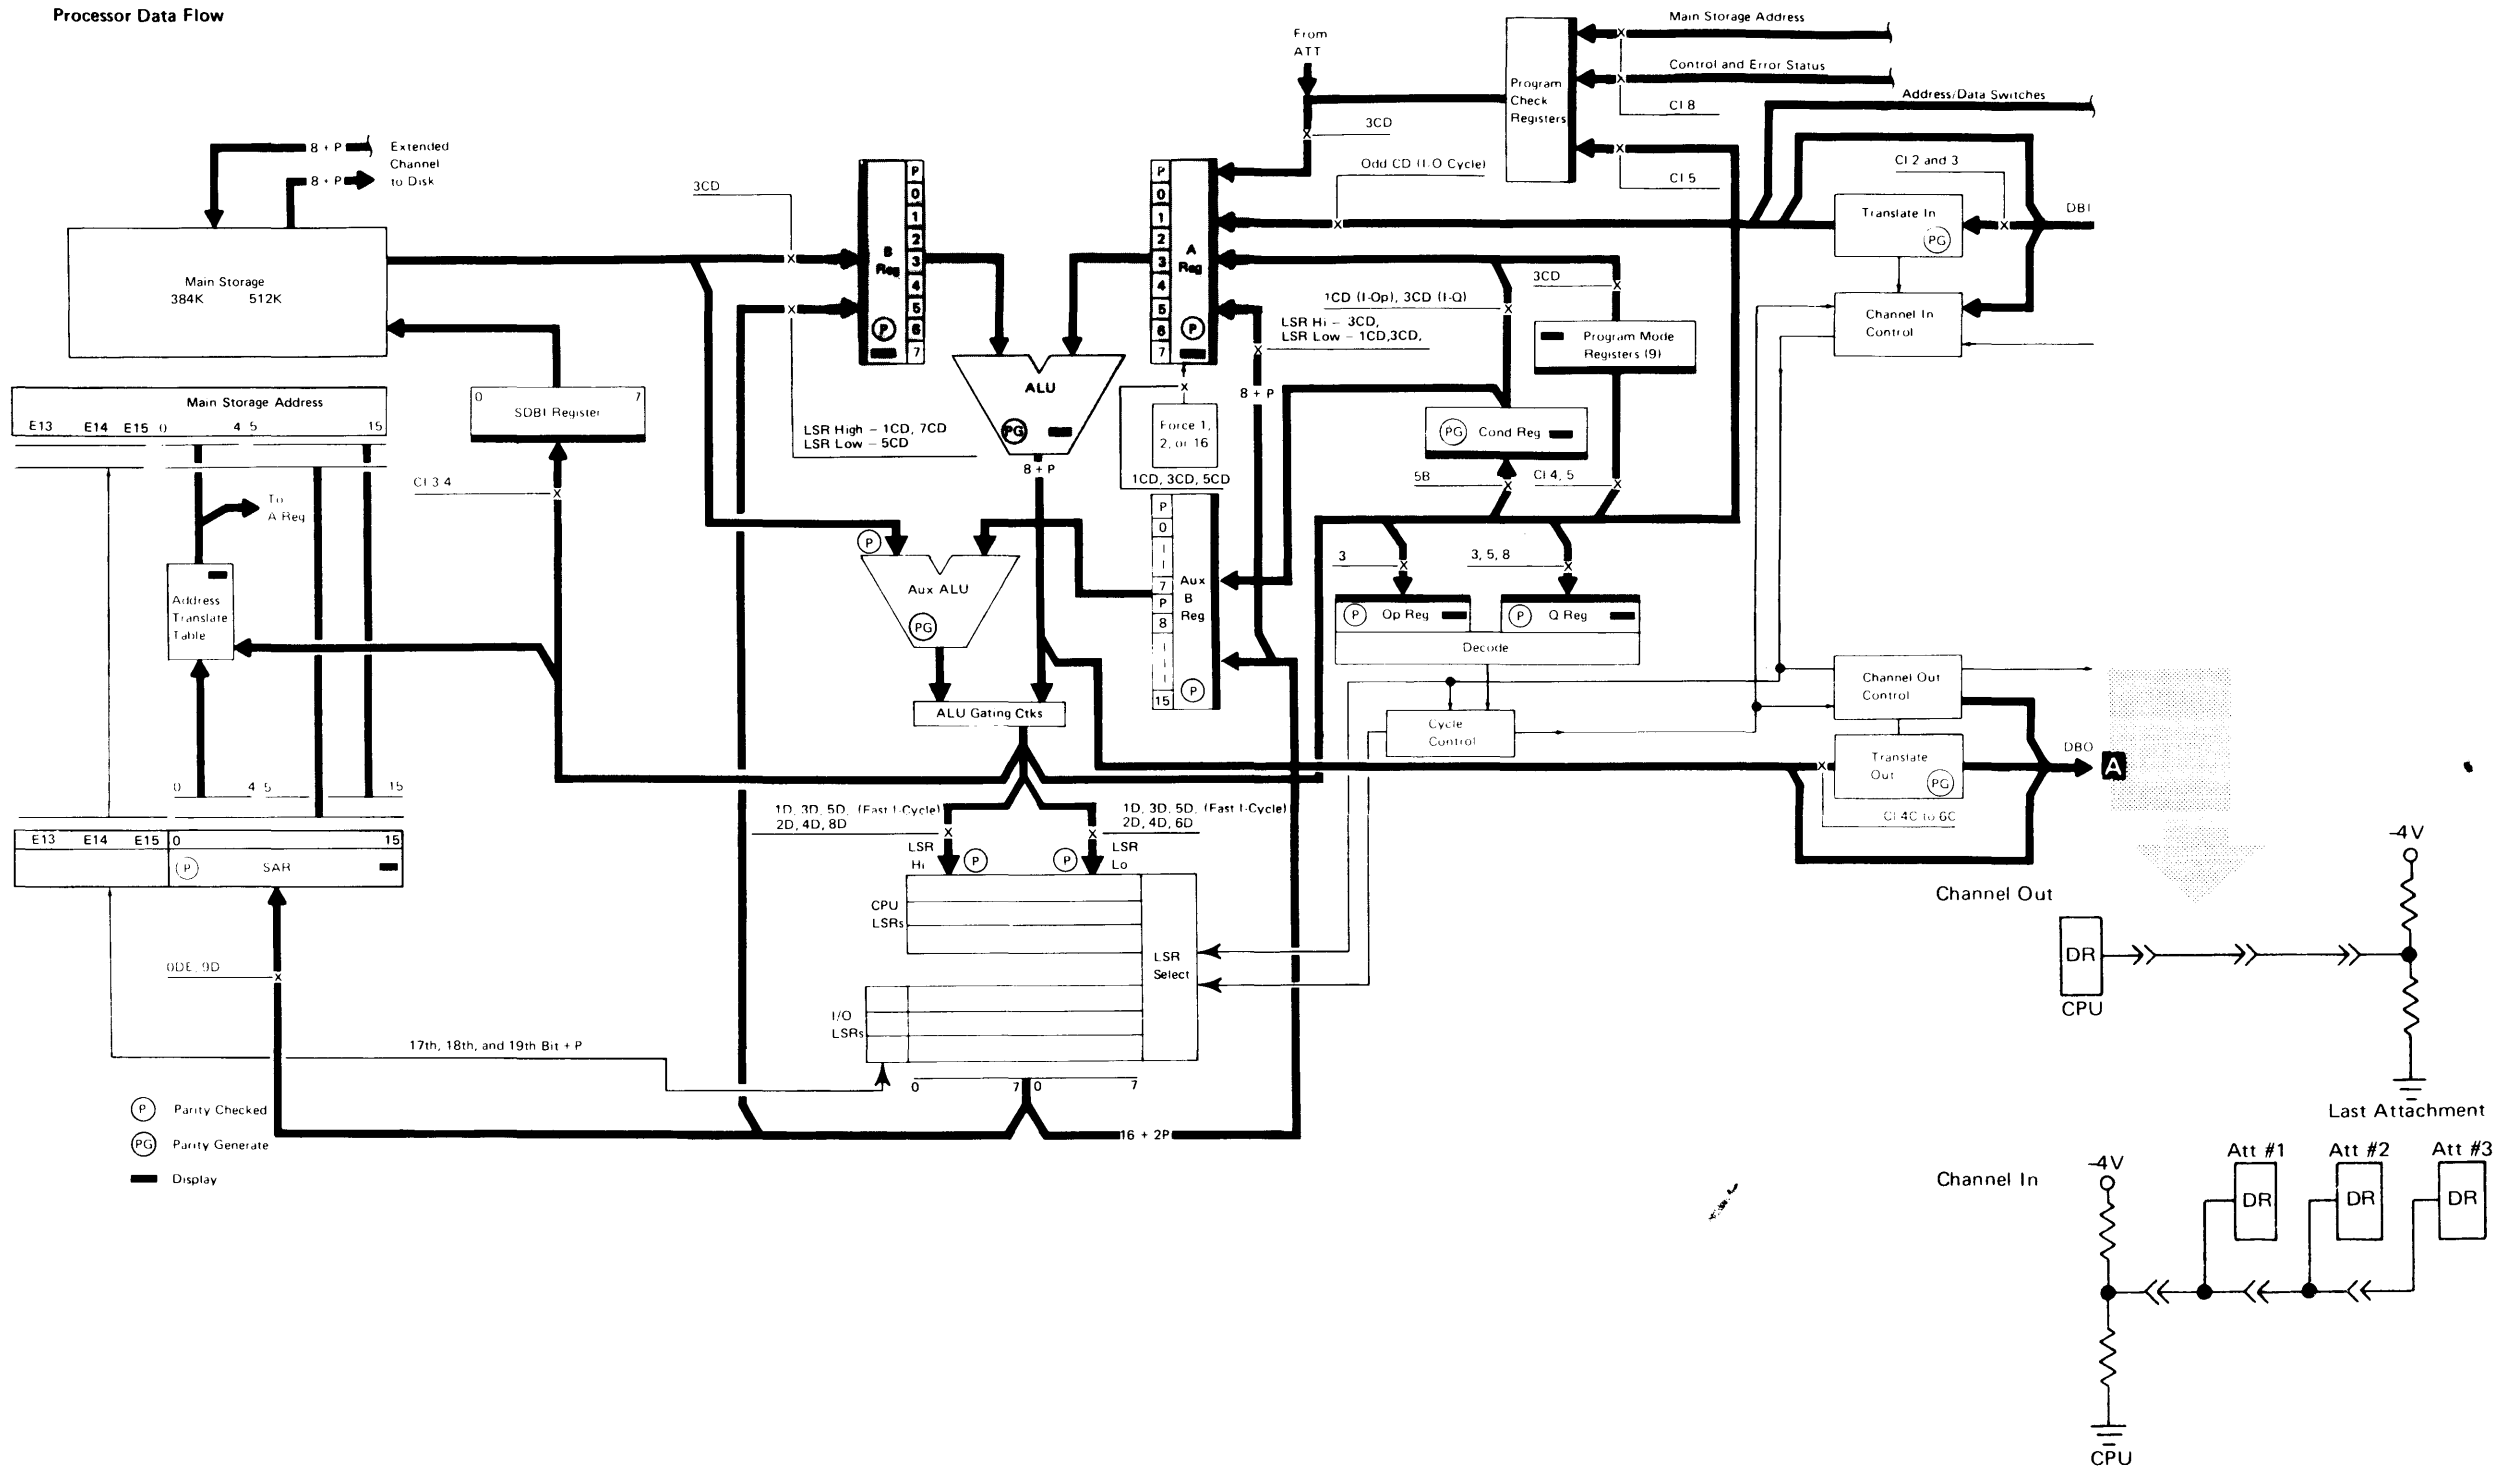 Processor Data Flow
Main Storage Address
From
ATT
Control and Error Status
Program
Check
Registers
CI 8
Address/Data Switches
3CD
8 + P
Extended
Channel
to Disk
8 + P
Odd CD (I-O Cycle)
CI 5
CI 2 and 3
3CD
P
0
1
2
3
4
5
6
7
B
Reg
P
P
0
1
2
3
4
5
6
7
A
Reg
P
Translate In
PG
DBI
Main Storage
384K 512K
3CD
1CD (I-Op), 3CD (I-Q)
LSR Hi – 3CD,
LSR Low – 1CD,3CD,
Channel In
Control
Program Mode
Registers (9)
8 + P
ALU
PG
Main Storage Address
E13 E14 E15 0 4 5 15
0 7
SDBI Register
LSR High – 1CD, 7CD
LSR Low – 5CD
Force 1,
2, or 16
PG Cond Reg
8 + P
1CD, 3CD, 5CD
5B
CI 4, 5
CI 3 4
To
A Reg
P
0
7
P
8
15
Aux
B
Reg
P
P
Aux ALU
PG
3
3, 5, 8
Address
Translate
Table
P Op Reg
P Q Reg
Decode
Channel Out
Control
ALU Gating Ctks
Cycle
Control
DBO
A
Translate
Out
PG
0 4 5 15
1D, 3D, 5D, (Fast I-Cycle)
2D, 4D, 8D
1D, 3D, 5D, (Fast I-Cycle)
2D, 4D, 6D
CI 4C to 6C
E13 E14 E15 0 15
P SAR
LSR
Hi
P
P
LSR
Lo
-4V
Channel Out
CPU
LSRs
LSR
Select
DR
CPU
0DE, 9D
I/O
LSRs
17th, 18th, and 19th Bit + P
0 7 0 7
P Parity Checked
PG Parity Generate
Display
16 + 2P
Last Attachment
Channel In
-4V
Att #1 Att #2 Att #3
DR DR DR
CPU